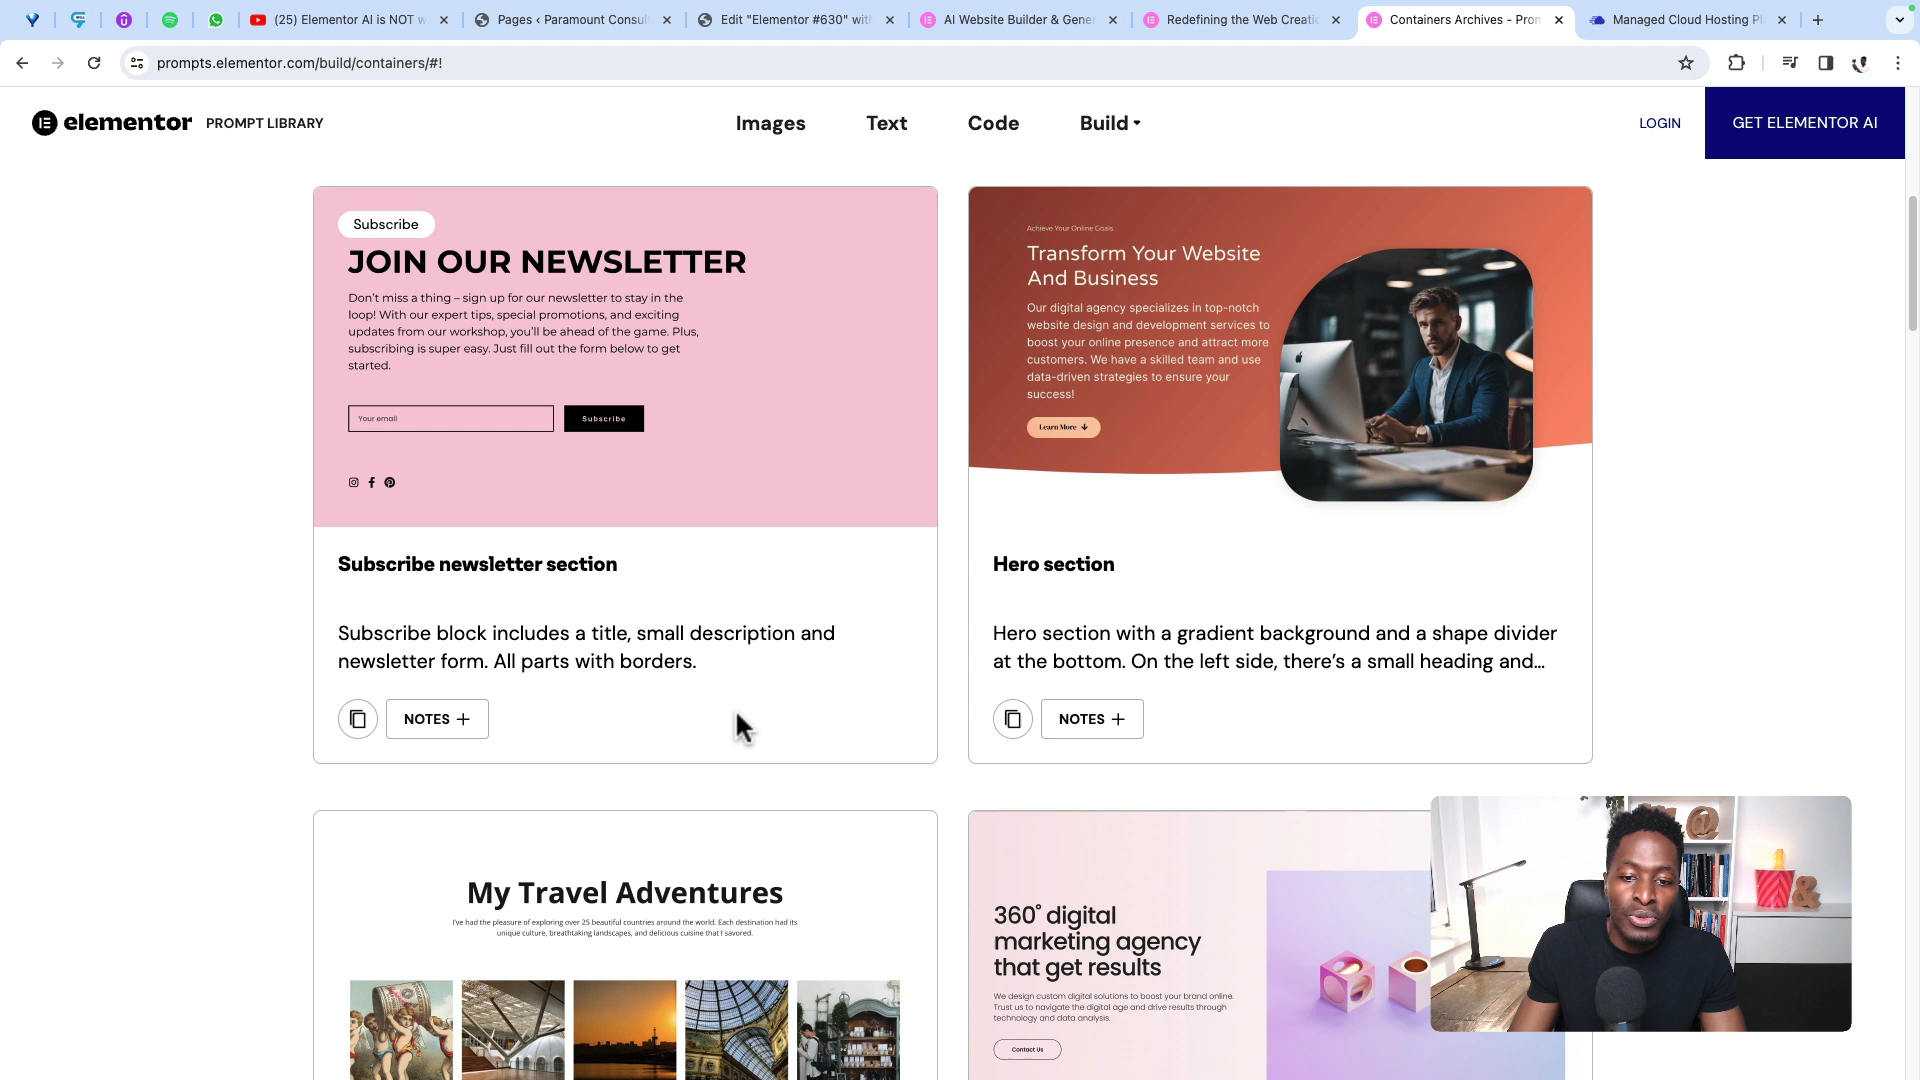 (25) Elementor AI is NOT w
Pages ‹ Paramount Consul
Edit "Elementor #630" wit
AI Website Builder & Gener
Redefining the Web Creatio
Containers Archives - Prom
Managed Cloud Hosting Pl
prompts.elementor.com/build/containers/#!
elementor
PROMPT LIBRARY
Images
Text
Code
Build
LOGIN
GET ELEMENTOR AI
Subscribe
JOIN OUR NEWSLETTER
Don't miss a thing – sign up for our newsletter to stay in the
loop! With our expert tips, special promotions, and exciting
updates from our workshop, you'll be ahead of the game. Plus,
subscribing is super easy. Just fill out the form below to get
started.
Your email
Subscribe
Achieve Your Online Goals
Transform Your Website
And Business
Our digital agency specializes in top-notch
website design and development services to
boost your online presence and attract more
customers. We have a skilled team and use
data-driven strategies to ensure your
success!
Learn More
Subscribe newsletter section
Subscribe block includes a title, small description and
newsletter form. All parts with borders.
NOTES +
Hero section
Hero section with a gradient background and a shape divider
at the bottom. On the left side, there's a small heading and...
NOTES +
My Travel Adventures
I've had the pleasure of exploring over 25 beautiful countries around the world. Each destination had its
unique culture, breathtaking landscapes, and delicious cuisine that I savored.
360° digital
marketing agency
that get results
We design custom digital solutions to boost your brand online.
Trust us to navigate the digital age and drive results through
technology and data analysis.
Contact Us